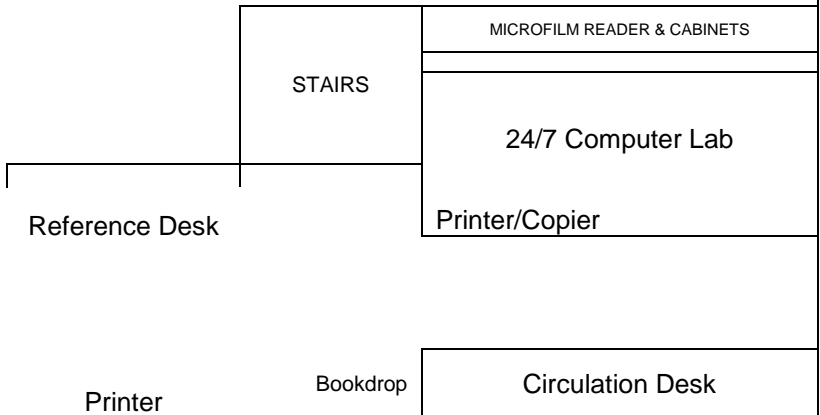 MICROFILM READER & CABINETS
STAIRS
24/7 Computer Lab
Reference Desk
Printer/Copier
Bookdrop
Circulation Desk
Printer